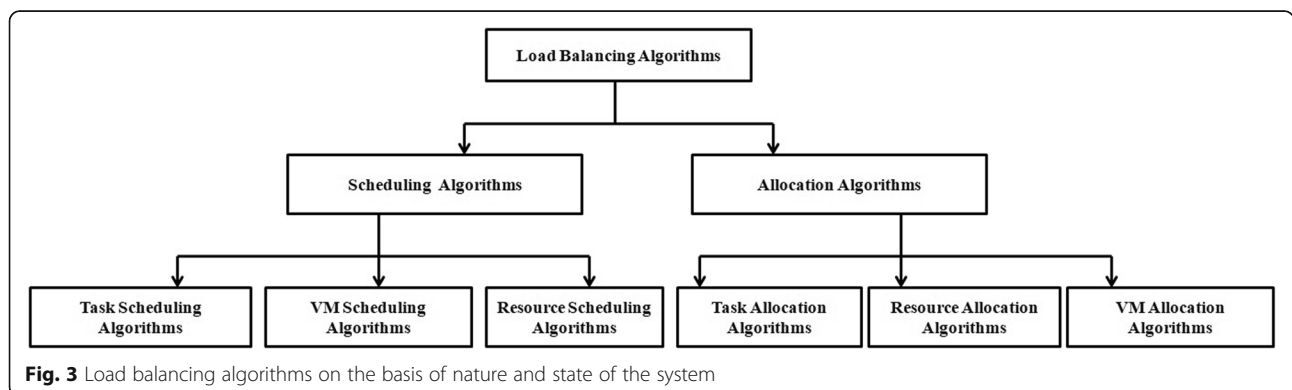 Load Balancing Algorithms
Scheduling Algorithms
Allocation Algorithms
Task Scheduling
Algorithms
VM Scheduling
Algorithms
Resource Scheduling
Algorithms
Task Allocation
Algorithms
Resource Allocation
Algorithms
VM Allocation
Algorithms
Fig. 3 Load balancing algorithms on the basis of nature and state of the system